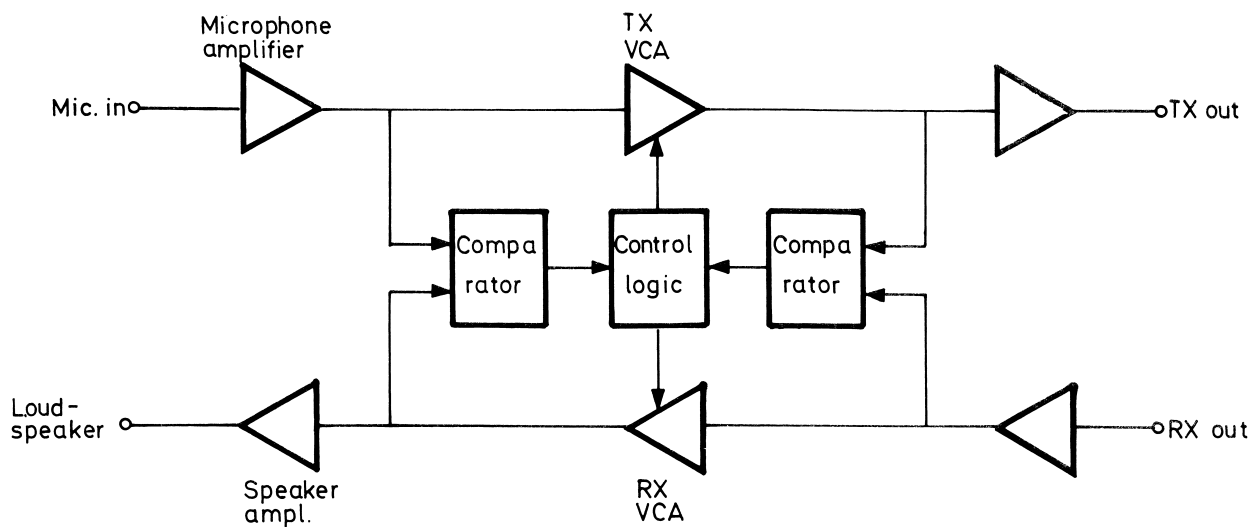 Microphone
amplifier
TX
VCA
Mic. in
TX out
Compa
rator
Control
logic
Compa
rator
Loud-
speaker
RX out
Speaker
ampl.
RX
VCA